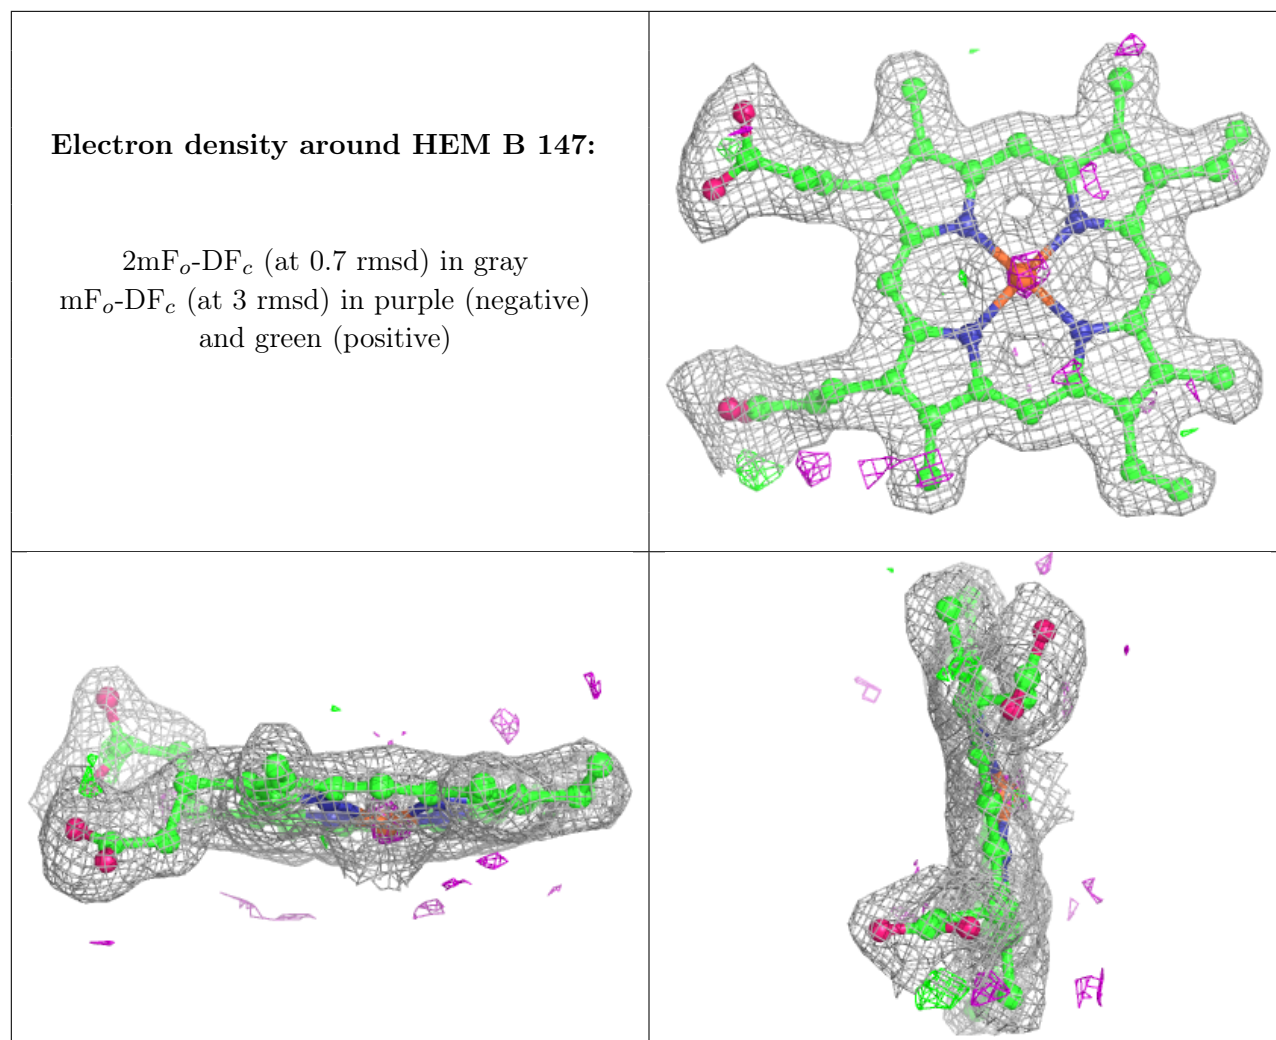 Electron density around HEM B 147:
2mFo-DFc (at 0.7 rmsd) in gray
mFo-DFc (at 3 rmsd) in purple (negative)
and green (positive)